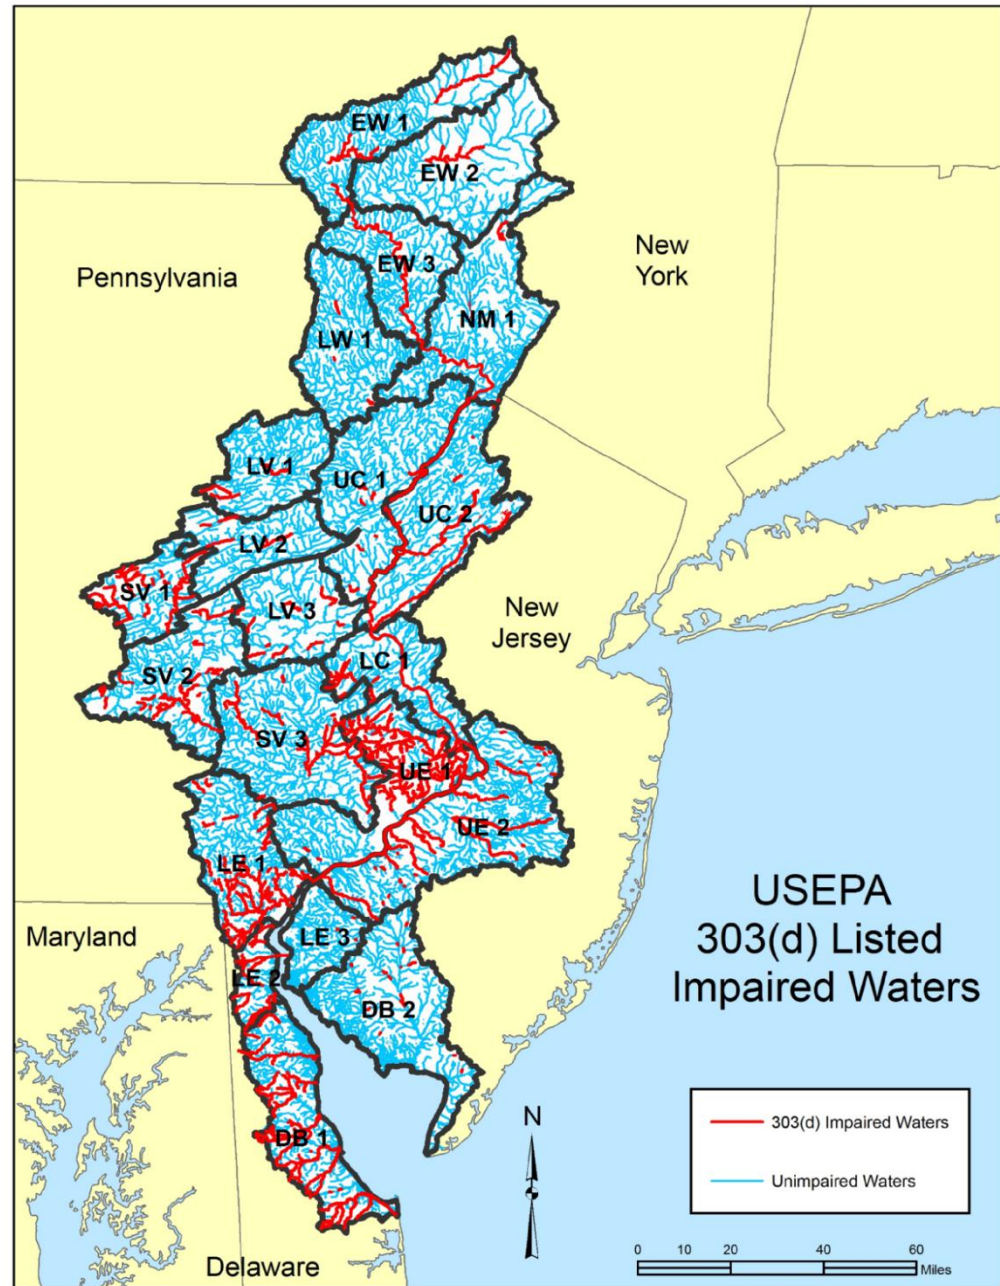 EW 1
EW 2
New
York
Pennsylvania
EW 3
LW 1
NM 1
LV 1
UC 1
UC 2
LV 2
SV 1
LV 3
New
Jersey
LC 1
SV 2
SV 3
UE 1
UE 2
LE 1
USEPA
303(d) Listed
Impaired Waters
Maryland
LE 3
LE 2
DB 2
N
303(d) Impaired Waters
Unimpaired Waters
DB 1
Delaware
0 10 20 40 60
Miles